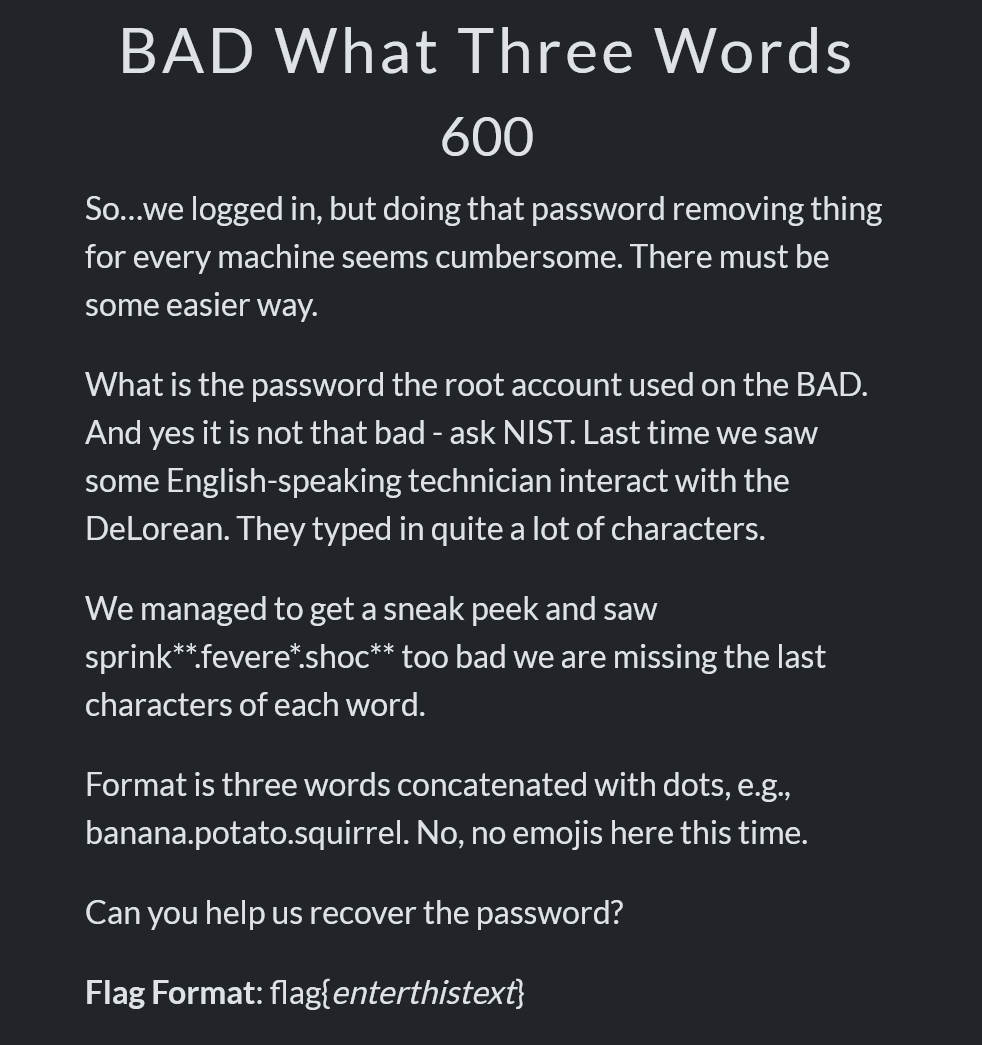 BAD What Three Words
600
So...we logged in, but doing that password removing thing
for every machine seems cumbersome. There must be
some easier way.
What is the password the root account used on the BAD.
And yes it is not that bad - ask NIST. Last time we saw
some English-speaking technician interact with the
DeLorean. They typed in quite a lot of characters.
We managed to get a sneak peek and saw
sprink**.fevere*.shoc** too bad we are missing the last
characters of each word.
Format is three words concatenated with dots, e.g.,
banana.potato.squirrel. No, no emojis here this time.
Can you help us recover the password?
Flag Format: flag{enterthistext}